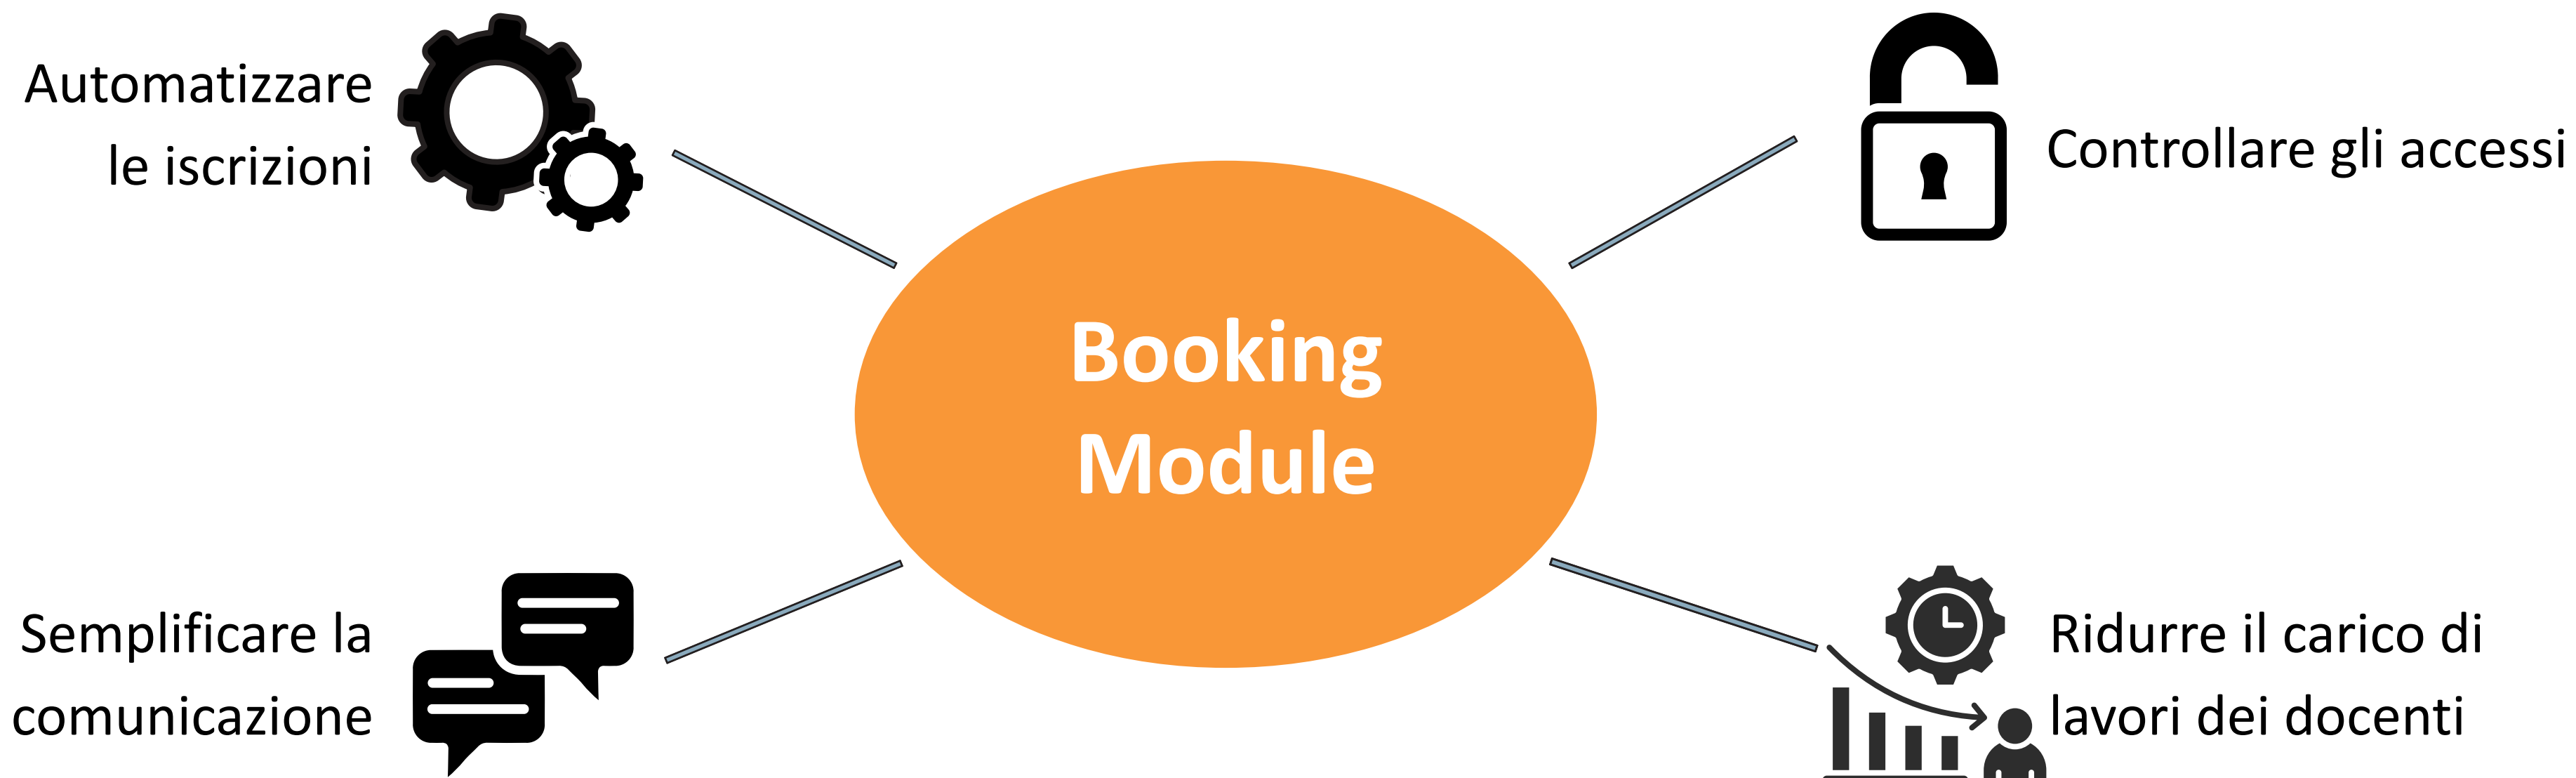 Automatizzare
le iscrizioni
Controllare gli accessi
Booking
Module
Semplificare la
comunicazione
Ridurre il carico di
lavori dei docenti